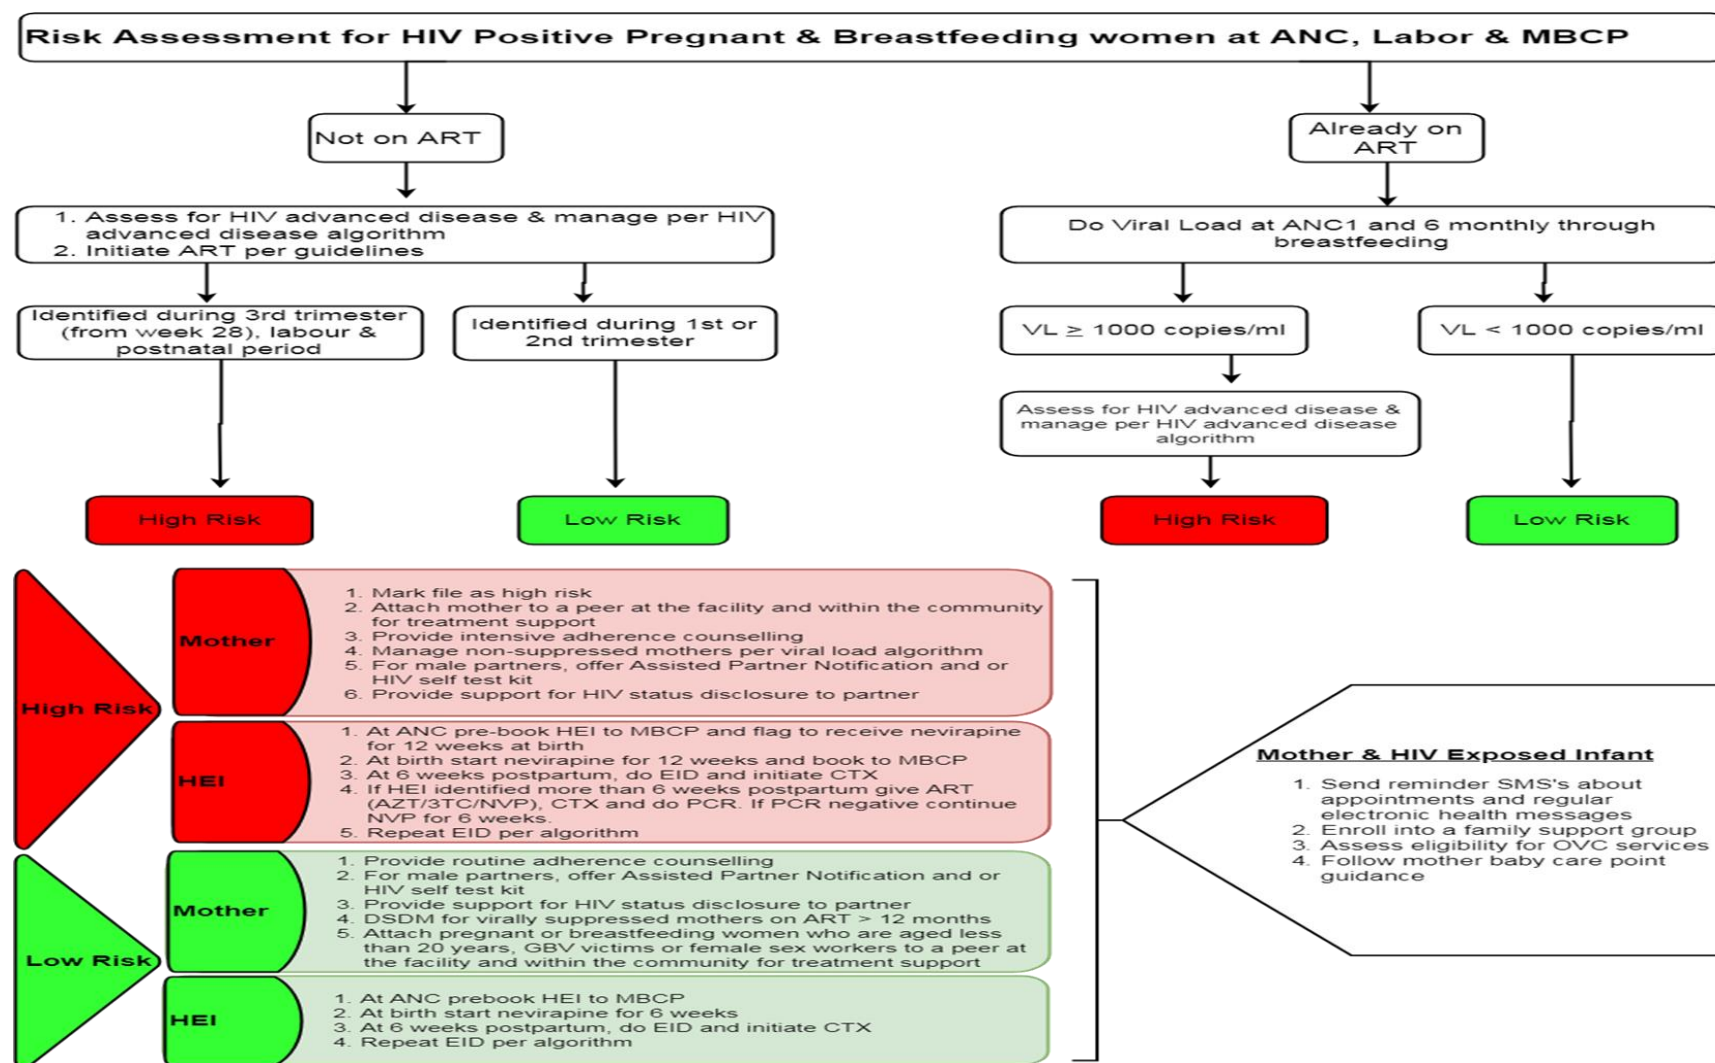 Risk Assessment for HIV Positive Pregnant & Breastfeeding women at ANC, Labor & MBCP
Not on ART
Already on
ART
1. Assess for HIV advanced disease & manage per HIV
advanced disease algorithm
2. Initiate ART per guidelines
Do Viral Load at ANC1 and 6 monthly through
breastfeeding
Identified during 3rd trimester
(from week 28), labour &
postnatal period
Identified during 1st or
2nd trimester
VL ≥ 1000 copies/ml
VL < 1000 copies/ml
Assess for HIV advanced disease &
manage per HIV advanced disease
algorithm
High Risk
Low Risk
High Risk
Low Risk
High Risk
Mother
1. Mark file as high risk
2. Attach mother to a peer at the facility and within the community
for treatment support
3. Provide intensive adherence counselling
4. Manage non-suppressed mothers per viral load algorithm
5. For male partners, offer Assisted Partner Notification and or
HIV self test kit
6. Provide support for HIV status disclosure to partner
HEI
1. At ANC pre-book HEI to MBCP and flag to receive nevirapine
for 12 weeks at birth
2. At birth start nevirapine for 12 weeks and book to MBCP
3. At 6 weeks postpartum, do EID and initiate CTX
4. If HEI identified more than 6 weeks postpartum give ART
(AZT/3TC/NVP), CTX and do PCR. If PCR negative continue
NVP for 6 weeks.
5. Repeat EID per algorithm
Low Risk
Mother
1. Provide routine adherence counselling
2. For male partners, offer Assisted Partner Notification and or
HIV self test kit
3. Provide support for HIV status disclosure to partner
4. DSDM for virally suppressed mothers on ART > 12 months
5. Attach pregnant or breastfeeding women who are aged less
than 20 years, GBV victims or female sex workers to a peer at
the facility and within the community for treatment support
HEI
1. At ANC prebook HEI to MBCP
2. At birth start nevirapine for 6 weeks
3. At 6 weeks postpartum, do EID and initiate CTX
4. Repeat EID per algorithm
Mother & HIV Exposed Infant
1. Send reminder SMS's about
appointments and regular
electronic health messages
2. Enroll into a family support group
3. Assess eligibility for OVC services
4. Follow mother baby care point
guidance